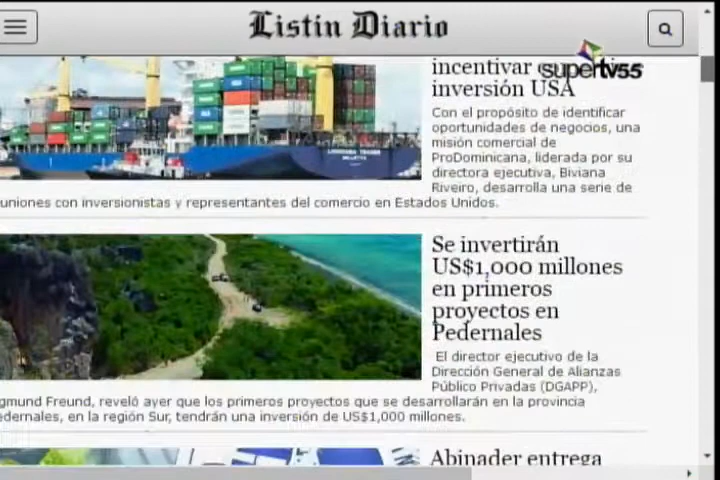 Listin Diario
supertv55
incentivar
inversión USA
Con el propósito de identificar
oportunidades de negocios, una
misión comercial de
ProDominicana, liderada por su
directora ejecutiva, Biviana
Riveiro, desarrolla una serie de
uniones con inversionistas y representantes del comercio en Estados Unidos.
Se invertirán
US$1,000 millones
en primeros
proyectos en
Pedernales
El director ejecutivo de la
Dirección General de Alianzas
Público Privadas (DGAPP),
gmund Freund, reveló ayer que los primeros proyectos que se desarrollarán en la provincia
edernales, en la región Sur, tendrán una inversión de US$1,000 millones.
Abinader entrega